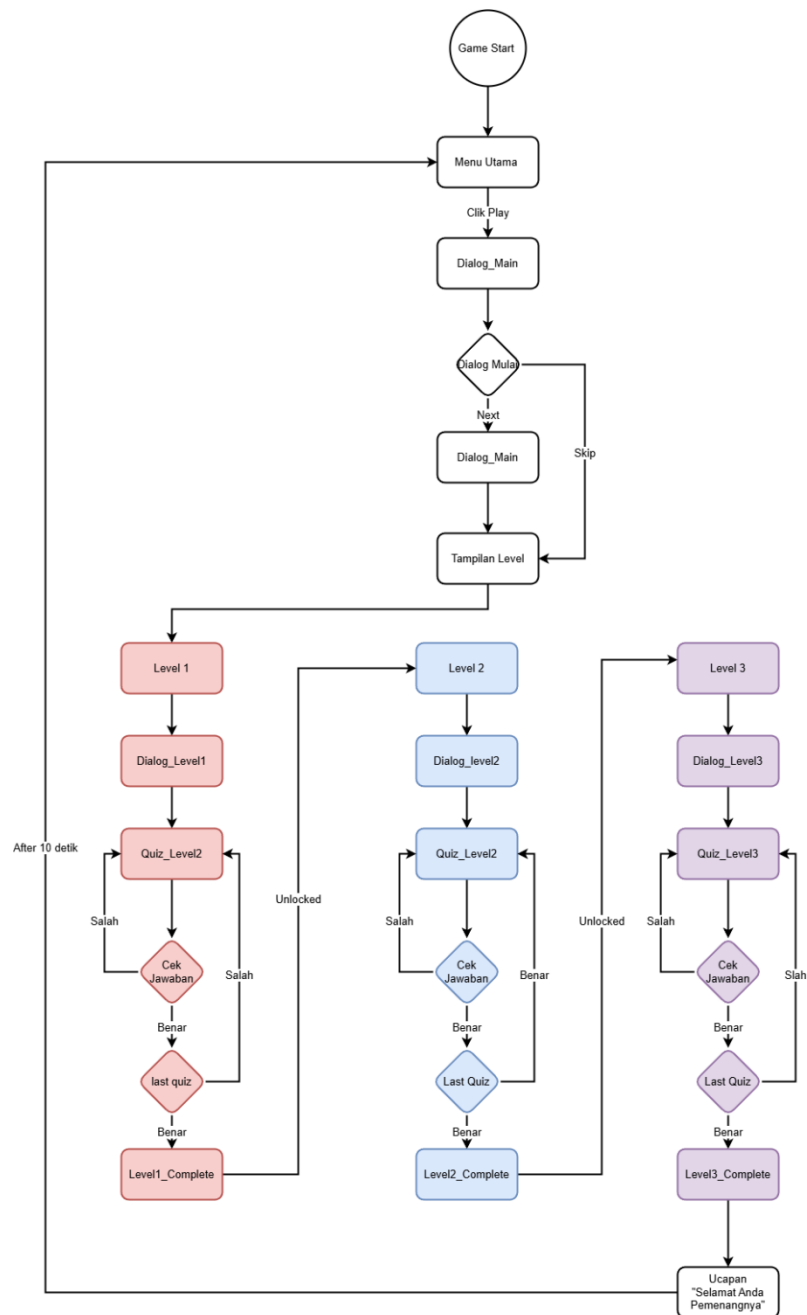 Game Start
Menu Utama
Clik Play
Dialog_Main
Dialog Mulai
Next
Skip
Dialog_Main
Tampilan Level
Level 1
Dialog_Level1
Quiz_Level2
Salah
Cek
Jawaban
Salah
Benar
last quiz
Benar
Level1_Complete
Unlocked
Level 2
Dialog_level2
Quiz_Level2
Salah
Cek
Jawaban
Benar
Benar
Last Quiz
Benar
Level2_Complete
Unlocked
Level 3
Dialog_Level3
Quiz_Level3
Salah
Cek
Jawaban
Slah
Benar
Last Quiz
Benar
Level3_Complete
Ucapan
"Selamat Anda
Pemenangnya"
After 10 detik